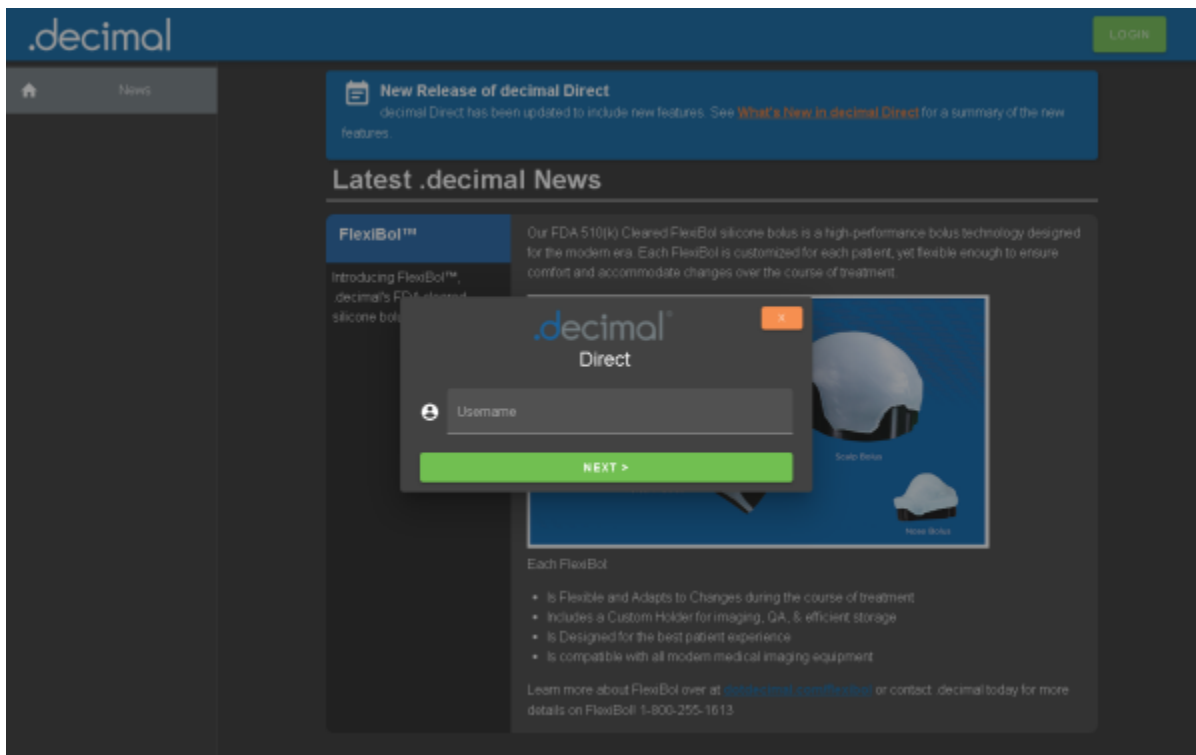 .decimal
LOGIN
News
New Release of decimal Direct
decimal Direct has been updated to include new features. See What's New in decimal Direct for a summary of the new
features.
Latest .decimal News
FlexiBol™
Introducing FlexiBol™,
.decimal's FDA cleared
silicone
Our FDA 510(k) Cleared FlexiBol silicone bolus is a high-performance bolus technology designed
for the modern era. Each FlexiBol is customized for each patient, yet flexible enough to ensure
comfort and accommodate changes over the course of treatment.
.decimal®
X
Direct
Username
NEXT >
Scalp Bolus
Nose Bolus
Each FlexiBol
• Is Flexible and Adapts to Changes during the course of treatment
• Includes a Custom Holder for imaging, QA, & efficient storage
• Is Designed for the best patient experience
• Is compatible with all modern medical imaging equipment
Learn more about FlexiBol over at or contact .decimal today for more
details on FlexiBol! 1-800-255-1613